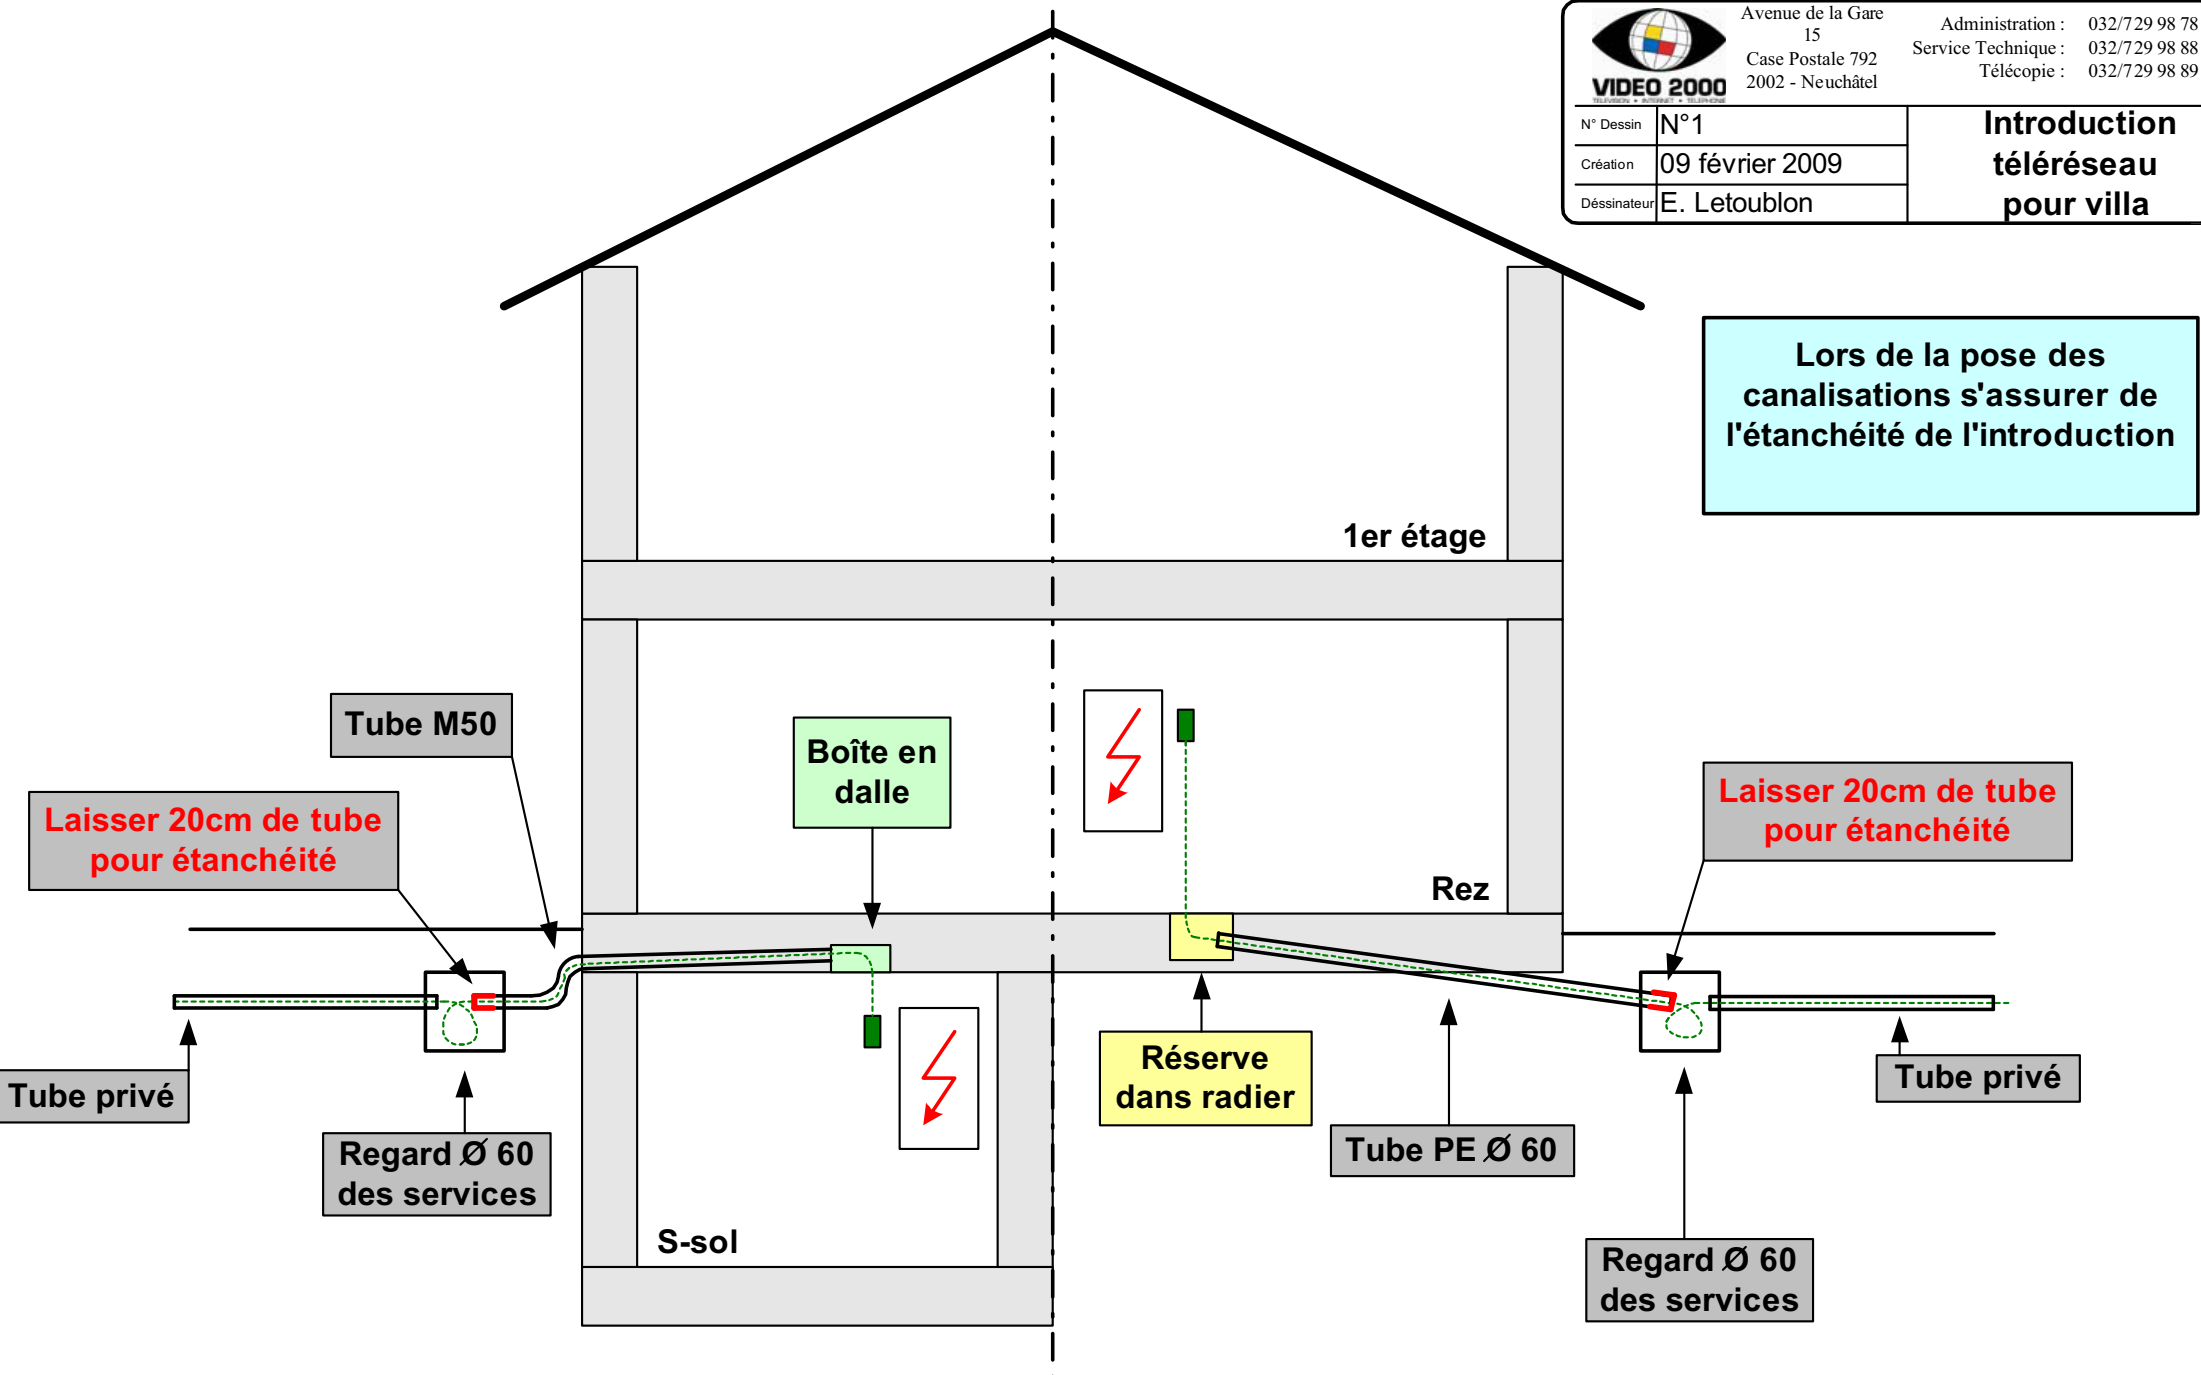 Avenue de la Gare
15
Case Postale 792
2002 - Neuchâtel
Administration : 032/729 98 78
Service Technique : 032/729 98 88
Télécopie : 032/729 98 89
VIDEO 2000
TELEVISION • INTERNET • TELEPHONE
N° Dessin N°1
Création 09 février 2009
Déssinateur E. Letoublon
Introduction
téléréseau
pour villa
Lors de la pose des
canalisations s'assurer de
l'étanchéité de l'introduction
1er étage
Tube M50
Boîte en
dalle
Laisser 20cm de tube
pour étanchéité
Laisser 20cm de tube
pour étanchéité
Rez
Tube privé
Regard Ø 60
des services
Réserve
dans radier
Tube PE Ø 60
Tube privé
S-sol
Regard Ø 60
des services